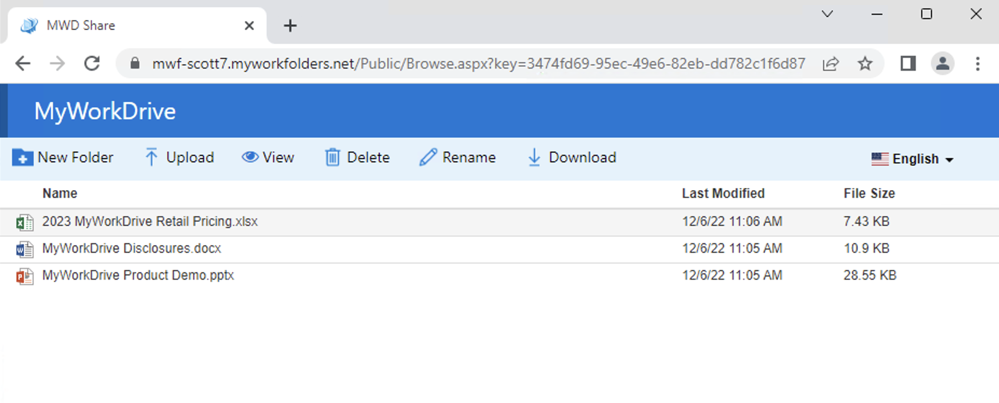 MWD Share
mwf-scott7.myworkfolders.net/Public/Browse.aspx?key=3474fd69-95ec-49e6-82eb-dd782c1f6d87
MyWorkDrive
New Folder Upload View Delete Rename Download English
Name Last Modified File Size
2023 MyWorkDrive Retail Pricing.xlsx 12/6/22 11:06 AM 7.43 KB
MyWorkDrive Disclosures.docx 12/6/22 11:05 AM 10.9 KB
MyWorkDrive Product Demo.pptx 12/6/22 11:05 AM 28.55 KB